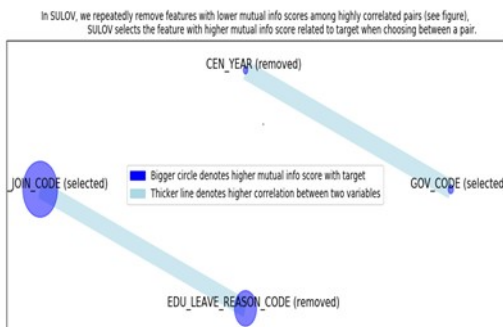 In SULOV, we repeatedly remove features with lower mutual info scores among highly correlated pairs (see figure),
SULOV selects the feature with higher mutual info score related to target when choosing between a pair.
CEN_YEAR (removed)
Bigger circle denotes higher mutual info score with target
Thicker line denotes higher correlation between two variables
_JOIN_CODE (selected)
GOV_CODE (selected
EDU_LEAVE_REASON_CODE (removed)